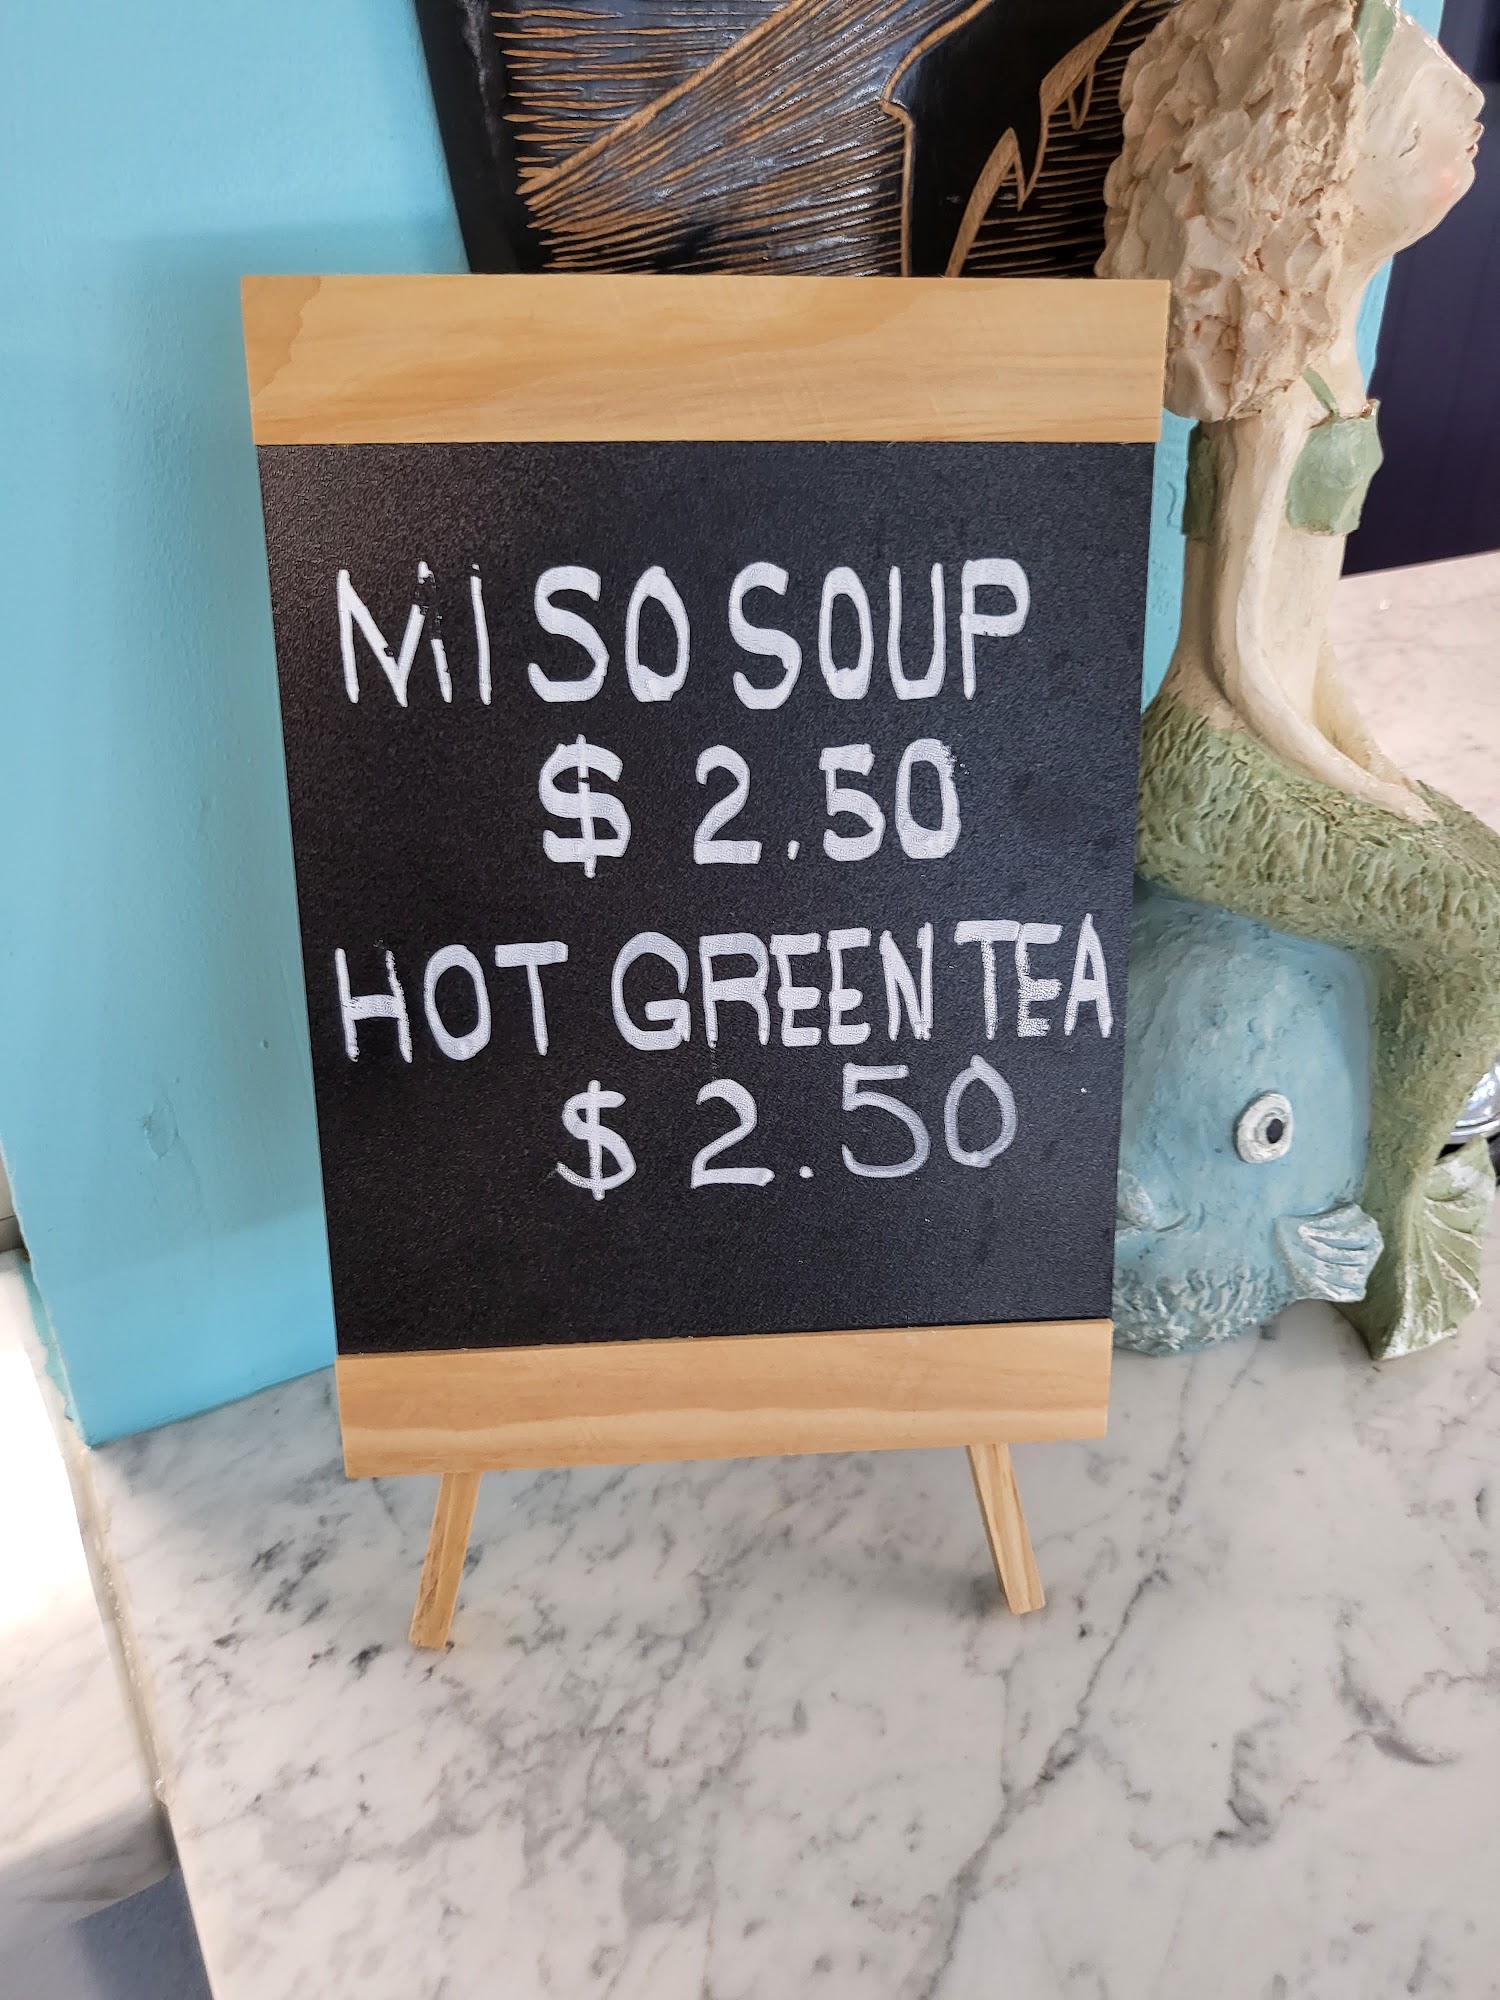 MISO SOUP
$ 2.50
HOT GREEN TEA
$ 2.50